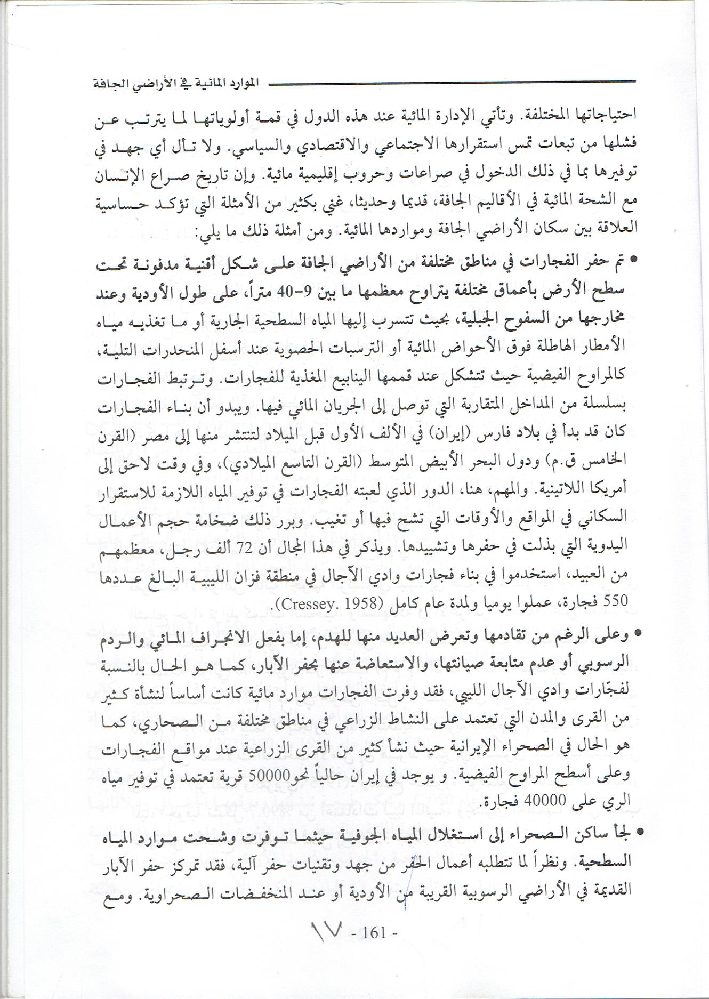 الموارد المائية في الأراضي الجافة
احتياجاتها المختلفة. وتأتي الإدارة المائية عند هذه الدول في قمة أولوياتها لما يترتب عن
فشلها من تبعات تمس استقرارها الاجتماعي والاقتصادي والسياسي. ولا تأل أي جهد في
توفيرها بما في ذلك الدخول في صراعات وحروب إقليمية مائية. وإن تاريخ صراع الإنسان
مع الشحة المائية في الأقاليم الجافة، قديما وحديثا، غني بكثير من الأمثلة التي تؤكد حساسية
العلاقة بين سكان الأراضي الجافة ومواردها المائية. ومن أمثلة ذلك ما يلي:
• تم حفر الفجارات في مناطق مختلفة من الأراضي الجافة على شكل أقنية مدفونة تحت
سطح الأرض بأعماق مختلفة يتراوح معظمها ما بين 9-40 متراً، على طول الأودية وعند
مخارجها من السفوح الجبلية، بحيث تتسرب إليها المياه السطحية الجارية أو ما تغذيه مياه
الأمطار الهاطلة فوق الأحواض المائية أو الترسبات الحصوية عند أسفل المنحدرات التلية،
كالمراوح الفيضية حيث تتشكل عند قممها الينابيع المغذية للفجارات. وترتبط الفجارات
بسلسلة من المداخل المتقاربة التي توصل إلى الجريان المائي فيها. ويبدو أن بناء الفجارات
كان قد بدأ في بلاد فارس (إيران) في الألف الأول قبل الميلاد لتنتشر منها إلى مصر (القرن
الخامس ق.م) ودول البحر الأبيض المتوسط (القرن التاسع الميلادي)، وفي وقت لاحق إلى
أمريكا اللاتينية. والمهم، هنا، الدور الذي لعبته الفجارات في توفير المياه اللازمة للاستقرار
السكاني في المواقع والأوقات التي تشح فيها أو تغيب. وبرر ذلك ضخامة حجم الأعمال
اليدوية التي بذلت في حفرها وتشييدها. ويذكر في هذا المجال أن 72 ألف رجل، معظمهم
من العبيد، استخدموا في بناء فجارات وادي الآجال في منطقة فزان الليبية البالغ عددها
550 فجارة، عملوا يوميا ولمدة عام كامل (Cressey. 1958).
• وعلى الرغم من تقادمها وتعرض العديد منها للهدم، إما بفعل الانجراف المائي والردم
الرسوبي أو عدم متابعة صيانتها، والاستعاضة عنها بحفر الآبار، كما هو الحال بالنسبة
لفجّارات وادي الآجال الليبي، فقد وفرت الفجارات موارد مائية كانت أساساً لنشأة كثير
من القرى والمدن التي تعتمد على النشاط الزراعي في مناطق مختلفة من الصحاري، كما
هو الحال في الصحراء الإيرانية حيث نشأ كثير من القرى الزراعية عند مواقع الفجارات
وعلى أسطح المراوح الفيضية. و يوجد في إيران حالياً نحو50000 قرية تعتمد في توفير مياه
الري على 40000 فجارة.
• لجأ ساكن الصحراء إلى استغلال المياه الجوفية حيثما توفرت وشحت موارد المياه
السطحية. ونظراً لما تتطلبه أعمال الحفر من جهد وتقنيات حفر آلية، فقد تمركز حفر الآبار
القديمة في الأراضي الرسوبية القريبة من الأودية أو عند المنخفضات الصحراوية. ومع
- 161 - ١٧